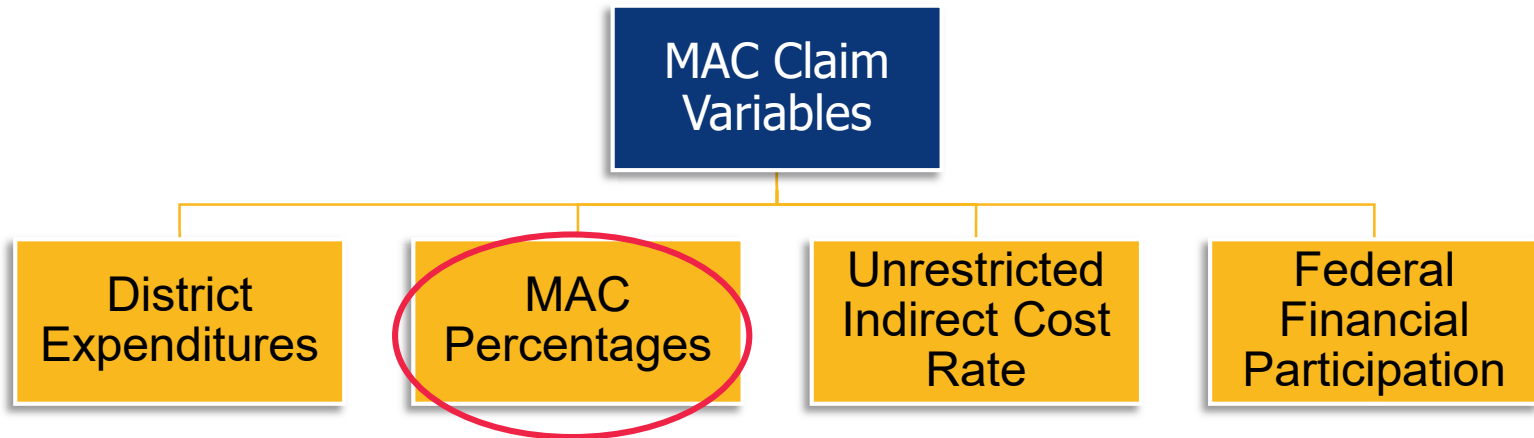 MAC Claim
Variables
District
Expenditures
MAC
Percentages
Unrestricted
Indirect Cost
Rate
Federal
Financial
Participation